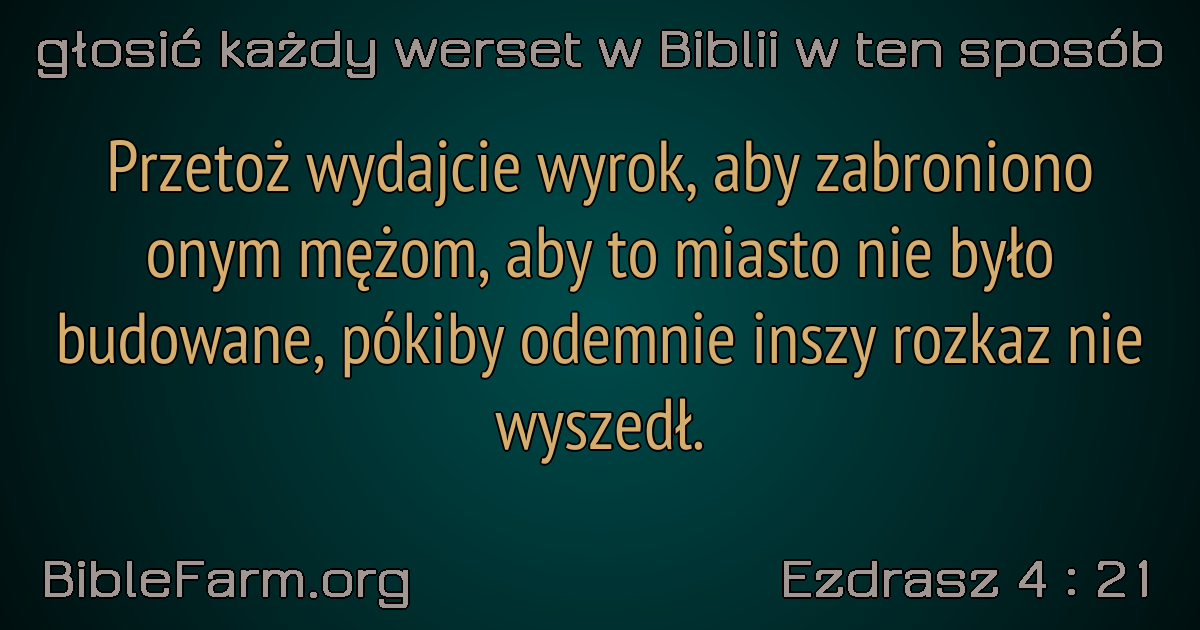 głosić każdy werset w Biblii w ten sposób
Przetoż wydajcie wyrok, aby zabroniono
onym mężom, aby to miasto nie było
budowane, pókiby odemnie inszy rozkaz nie
wyszedł.
BibleFarm.org
Ezdrasz 4 : 21